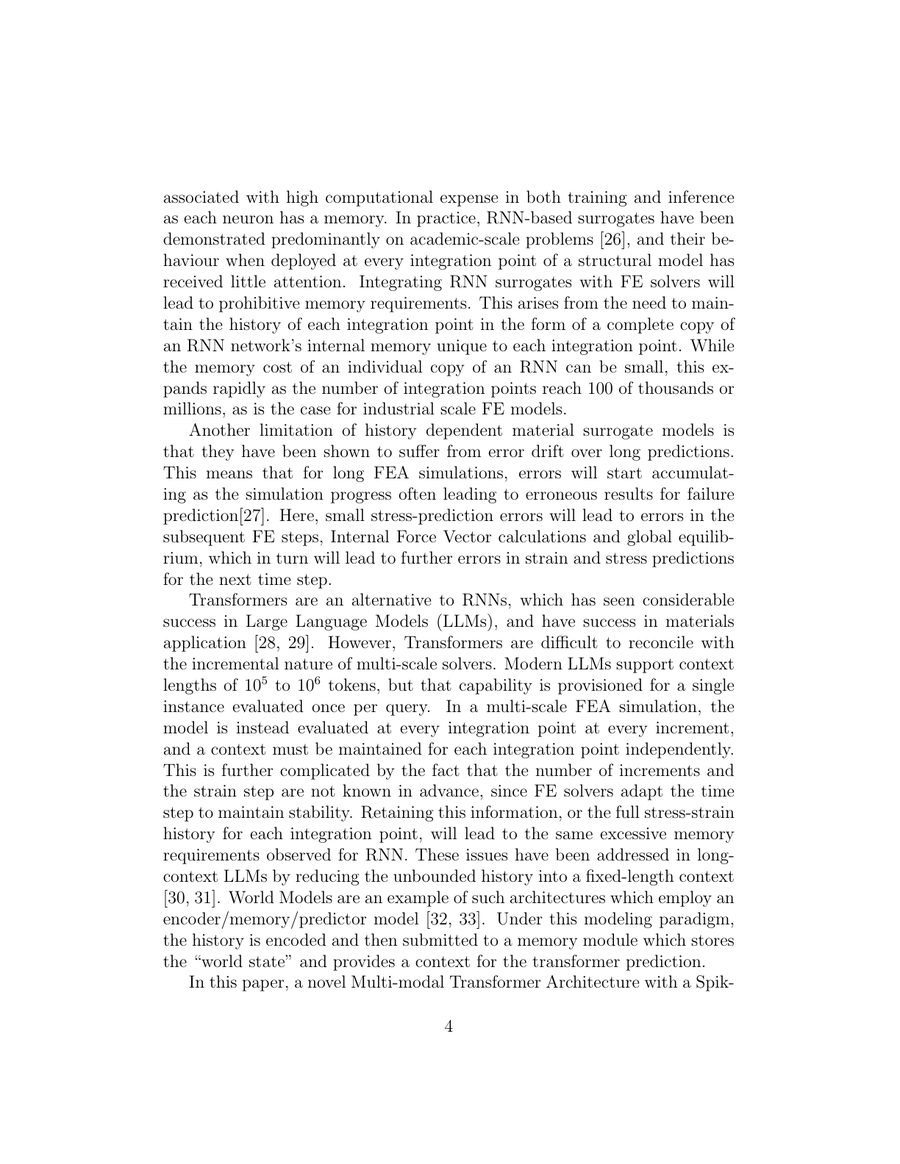 associated with high computational expense in both training and inference
as each neuron has a memory. In practice, RNN-based surrogates have been
demonstrated predominantly on academic-scale problems [26], and their be-
haviour when deployed at every integration point of a structural model has
received little attention. Integrating RNN surrogates with FE solvers will
lead to prohibitive memory requirements. This arises from the need to main-
tain the history of each integration point in the form of a complete copy of
an RNN network's internal memory unique to each integration point. While
the memory cost of an individual copy of an RNN can be small, this ex-
pands rapidly as the number of integration points reach 100 of thousands or
millions, as is the case for industrial scale FE models.
Another limitation of history dependent material surrogate models is
that they have been shown to suffer from error drift over long predictions.
This means that for long FEA simulations, errors will start accumulat-
ing as the simulation progress often leading to erroneous results for failure
prediction[27]. Here, small stress-prediction errors will lead to errors in the
subsequent FE steps, Internal Force Vector calculations and global equilib-
rium, which in turn will lead to further errors in strain and stress predictions
for the next time step.
Transformers are an alternative to RNNs, which has seen considerable
success in Large Language Models (LLMs), and have success in materials
application [28, 29]. However, Transformers are difficult to reconcile with
the incremental nature of multi-scale solvers. Modern LLMs support context
lengths of 10⁵ to 10⁶ tokens, but that capability is provisioned for a single
instance evaluated once per query. In a multi-scale FEA simulation, the
model is instead evaluated at every integration point at every increment,
and a context must be maintained for each integration point independently.
This is further complicated by the fact that the number of increments and
the strain step are not known in advance, since FE solvers adapt the time
step to maintain stability. Retaining this information, or the full stress-strain
history for each integration point, will lead to the same excessive memory
requirements observed for RNN. These issues have been addressed in long-
context LLMs by reducing the unbounded history into a fixed-length context
[30, 31]. World Models are an example of such architectures which employ an
encoder/memory/predictor model [32, 33]. Under this modeling paradigm,
the history is encoded and then submitted to a memory module which stores
the “world state” and provides a context for the transformer prediction.
In this paper, a novel Multi-modal Transformer Architecture with a Spik-
4